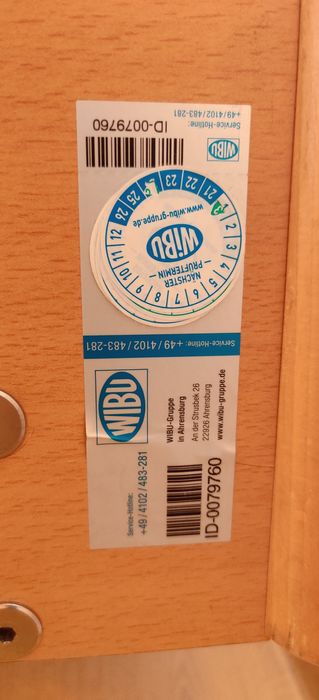 ID-0079760
WIBU
Service-Hotline:
+49/4102/483-281
21 22 23 25 26
1 2 3 4 5 6 7 8 9 10 11 12
www.wibu-gruppe.de
WIBU
NÄCHSTER
— PRÜFTERMIN —
Service-Hotline: +49/4102/483-281
WIBU
WIBU-Gruppe
in Ahrensburg
An der Strusbek 26
22926 Ahrensburg
www.wibu-gruppe.de
Service-Hotline:
+49/4102/483-281
ID-0079760